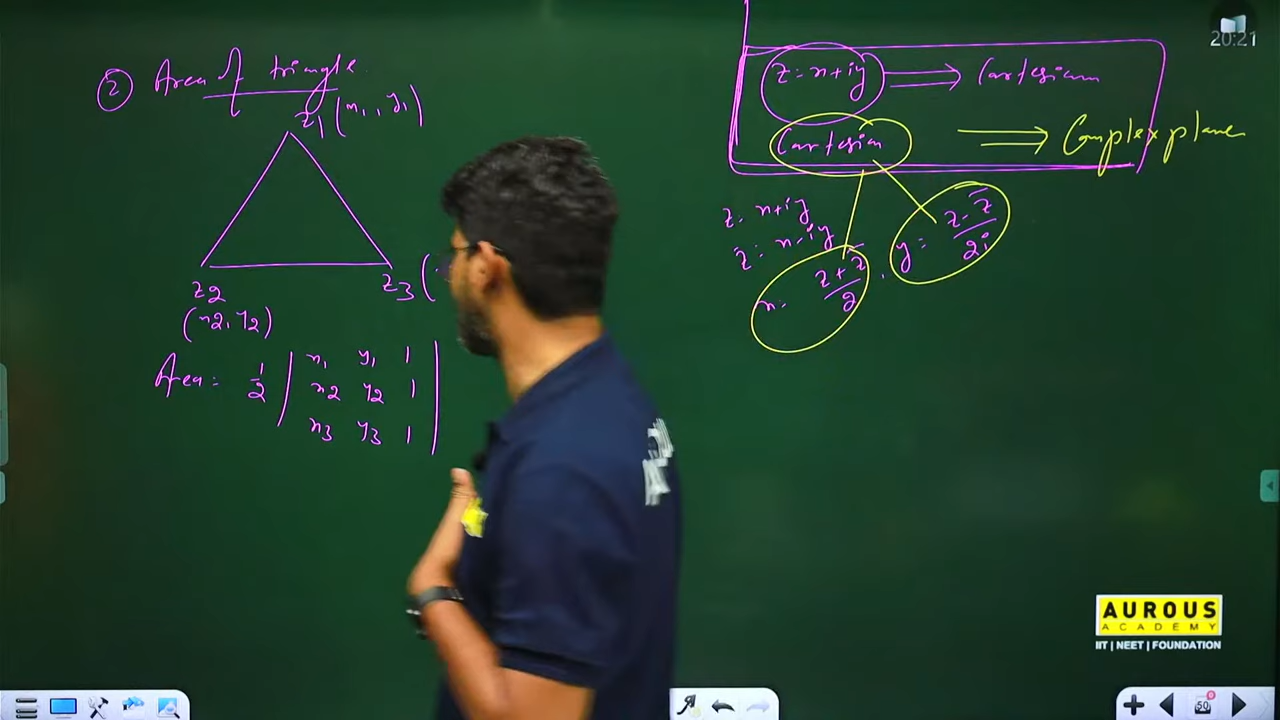 ② Area of triangle
z1 (x1, y1)
z2
(x2, y2)
z3 (
Area = 1/2 | x1 y1 1 |
x2 y2 1
x3 y3 1
z = x+iy ⟹ Cartesian
Cartesian ⟹ Complex plane
z = x+iy
z̄ = x-iy
x = (z+z̄)/2, y = (z-z̄)/2i
20:21
AUROUS
ACADEMY
IIT | NEET | FOUNDATION
50